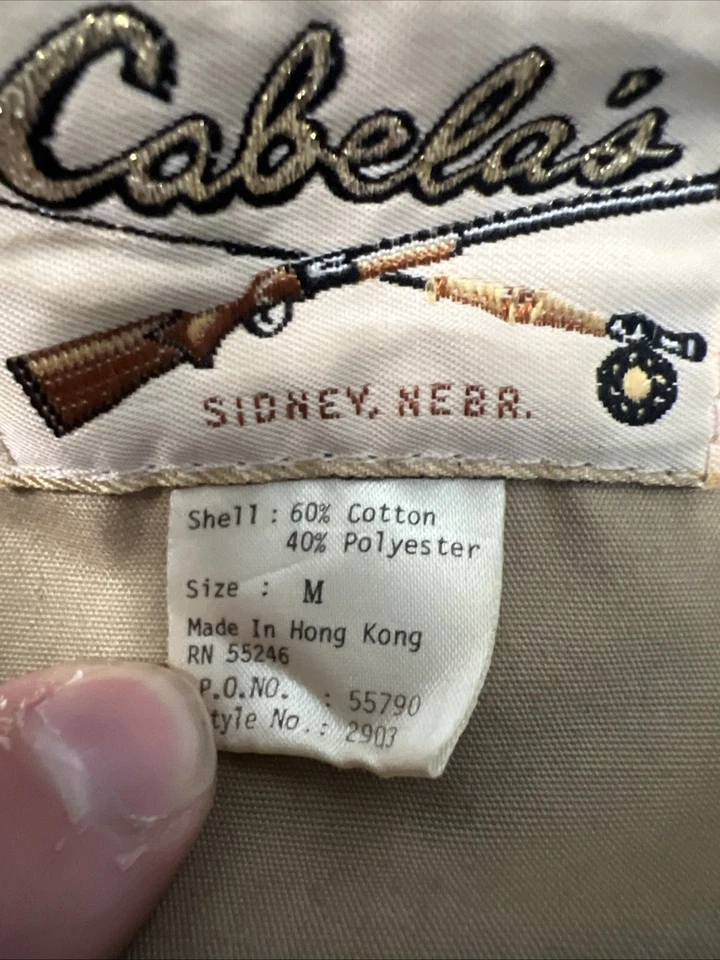 Cabela's
SIDNEY, NEBR.
Shell : 60% Cotton
40% Polyester
Size : M
Made In Hong Kong
RN 55246
P.O.NO. : 55790
tyle No. : 2903